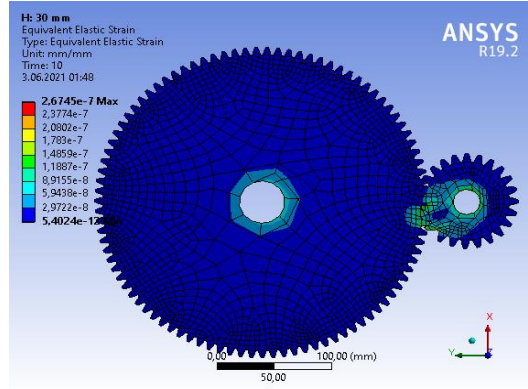 H: 30 mm
Equivalent Elastic Strain
Type: Equivalent Elastic Strain
Unit: mm/mm
Time: 10
3.06.2021 01:48
2,6745e-7 Max
2,3774e-7
2,0802e-7
1,783e-7
1,4859e-7
1,1887e-7
8,9155e-8
5,9438e-8
2,9722e-8
ANSYS
R19.2
0,00
100,00 (mm)
50,00
X
Y
Z